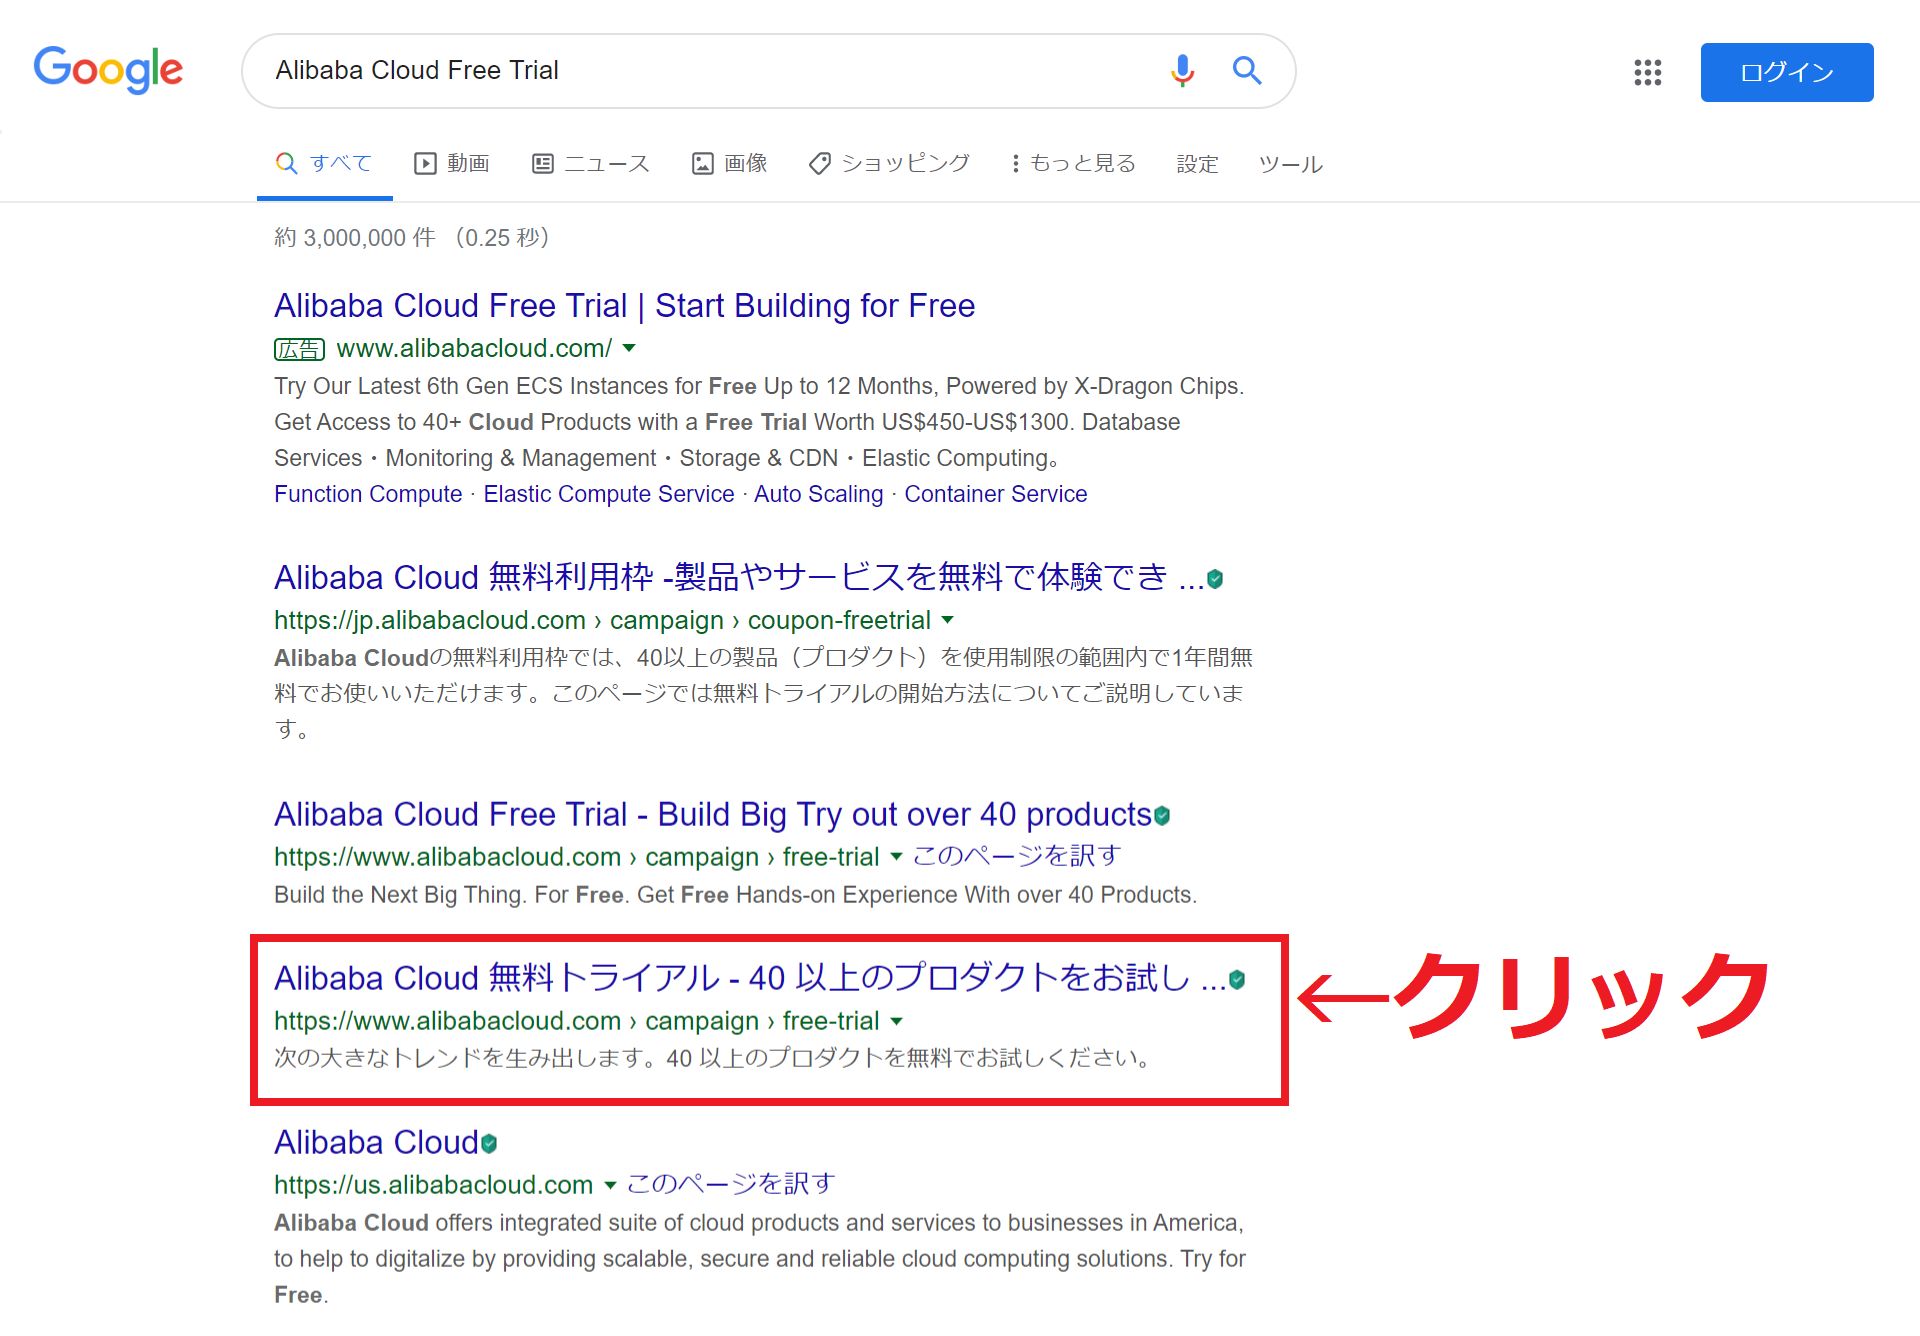 Google
Alibaba Cloud Free Trial
ログイン
すべて 動画 ニュース 画像 ショッピング もっと見る 設定 ツール
約 3,000,000 件 （0.25 秒）
Alibaba Cloud Free Trial | Start Building for Free
広告 www.alibabacloud.com/
Try Our Latest 6th Gen ECS Instances for Free Up to 12 Months, Powered by X-Dragon Chips.
Get Access to 40+ Cloud Products with a Free Trial Worth US$450-US$1300. Database
Services・Monitoring & Management・Storage & CDN・Elastic Computing。
Function Compute · Elastic Compute Service · Auto Scaling · Container Service
Alibaba Cloud 無料利用枠 -製品やサービスを無料で体験でき ...
https://jp.alibabacloud.com › campaign › coupon-freetrial
Alibaba Cloudの無料利用枠では、40以上の製品（プロダクト）を使用制限の範囲内で1年間無
料でお使いいただけます。このページでは無料トライアルの開始方法についてご説明していま
す。
Alibaba Cloud Free Trial - Build Big Try out over 40 products
https://www.alibabacloud.com › campaign › free-trial このページを訳す
Build the Next Big Thing. For Free. Get Free Hands-on Experience With over 40 Products.
Alibaba Cloud 無料トライアル - 40 以上のプロダクトをお試し ...
https://www.alibabacloud.com › campaign › free-trial
次の大きなトレンドを生み出します。40 以上のプロダクトを無料でお試しください。
←クリック
Alibaba Cloud
https://us.alibabacloud.com このページを訳す
Alibaba Cloud offers integrated suite of cloud products and services to businesses in America,
to help to digitalize by providing scalable, secure and reliable cloud computing solutions. Try for
Free.